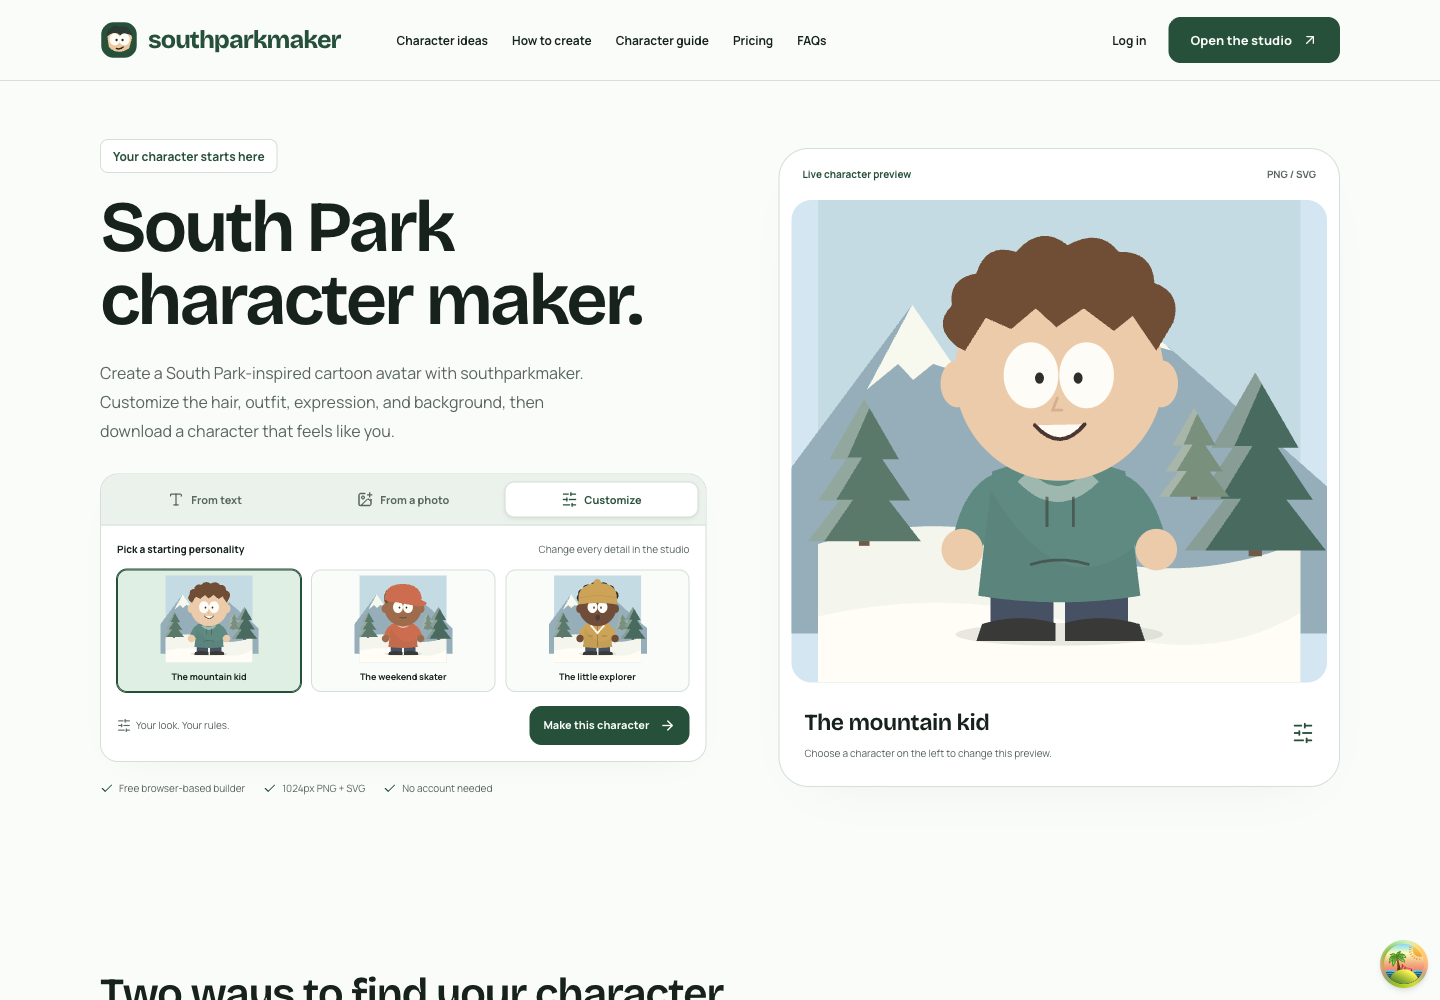 southparkmaker
Character ideas
How to create
Character guide
Pricing
FAQs
Log in
Open the studio
Your character starts here
South Park
character maker.
Create a South Park-inspired cartoon avatar with southparkmaker.
Customize the hair, outfit, expression, and background, then
download a character that feels like you.
From text
From a photo
Customize
Pick a starting personality
Change every detail in the studio
The mountain kid
The weekend skater
The little explorer
Your look. Your rules.
Make this character
Free browser-based builder
1024px PNG + SVG
No account needed
Live character preview
PNG / SVG
The mountain kid
Choose a character on the left to change this preview.
Two ways to find your character